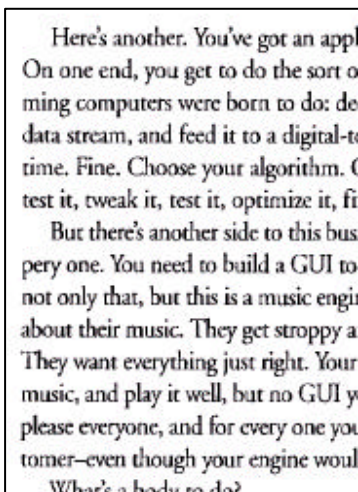 Here's another. You've got an appl
On one end, you get to do the sort o
ming computers were born to do: de
data stream, and feed it to a digital-to
time. Fine. Choose your algorithm. C
test it, tweak it, test it, optimize it, fi
But there's another side to this bus
pery one. You need to build a GUI to
not only that, but this is a music engi
about their music. They get stroppy a
They want everything just right. Your
music, and play it well, but no GUI y
please everyone, and for every one you
tomer–even though your engine woul
What's a body to do?